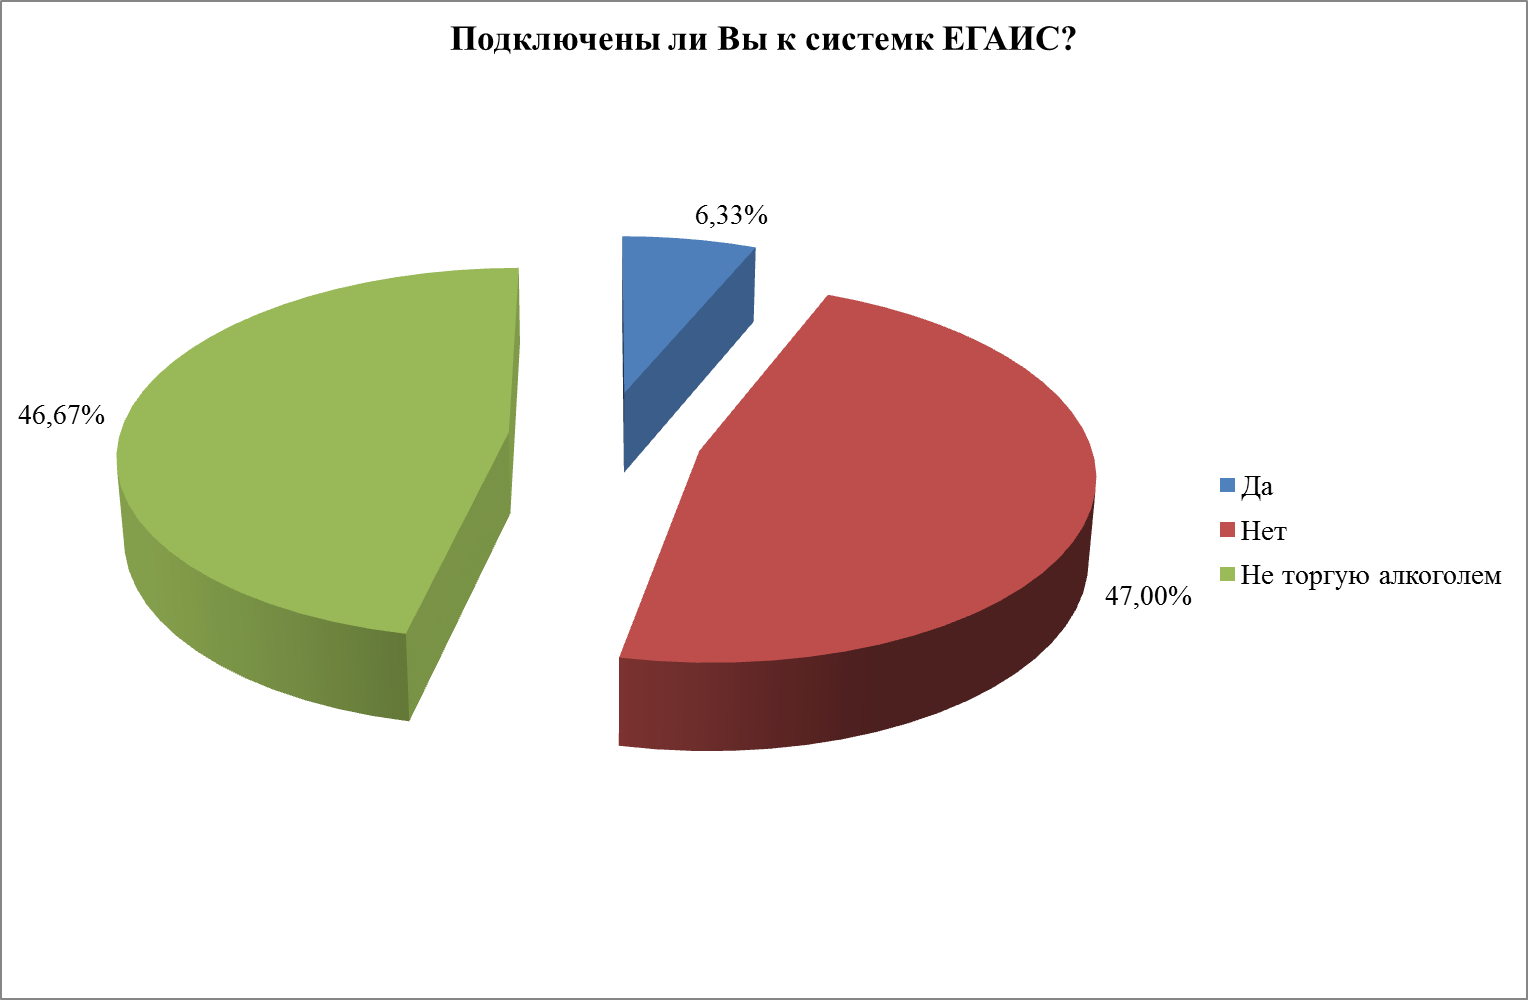 Подключены ли Вы к системк ЕГАИС?
6,33%
46,67%
Да
Нет
Не торгую алкоголем
47,00%